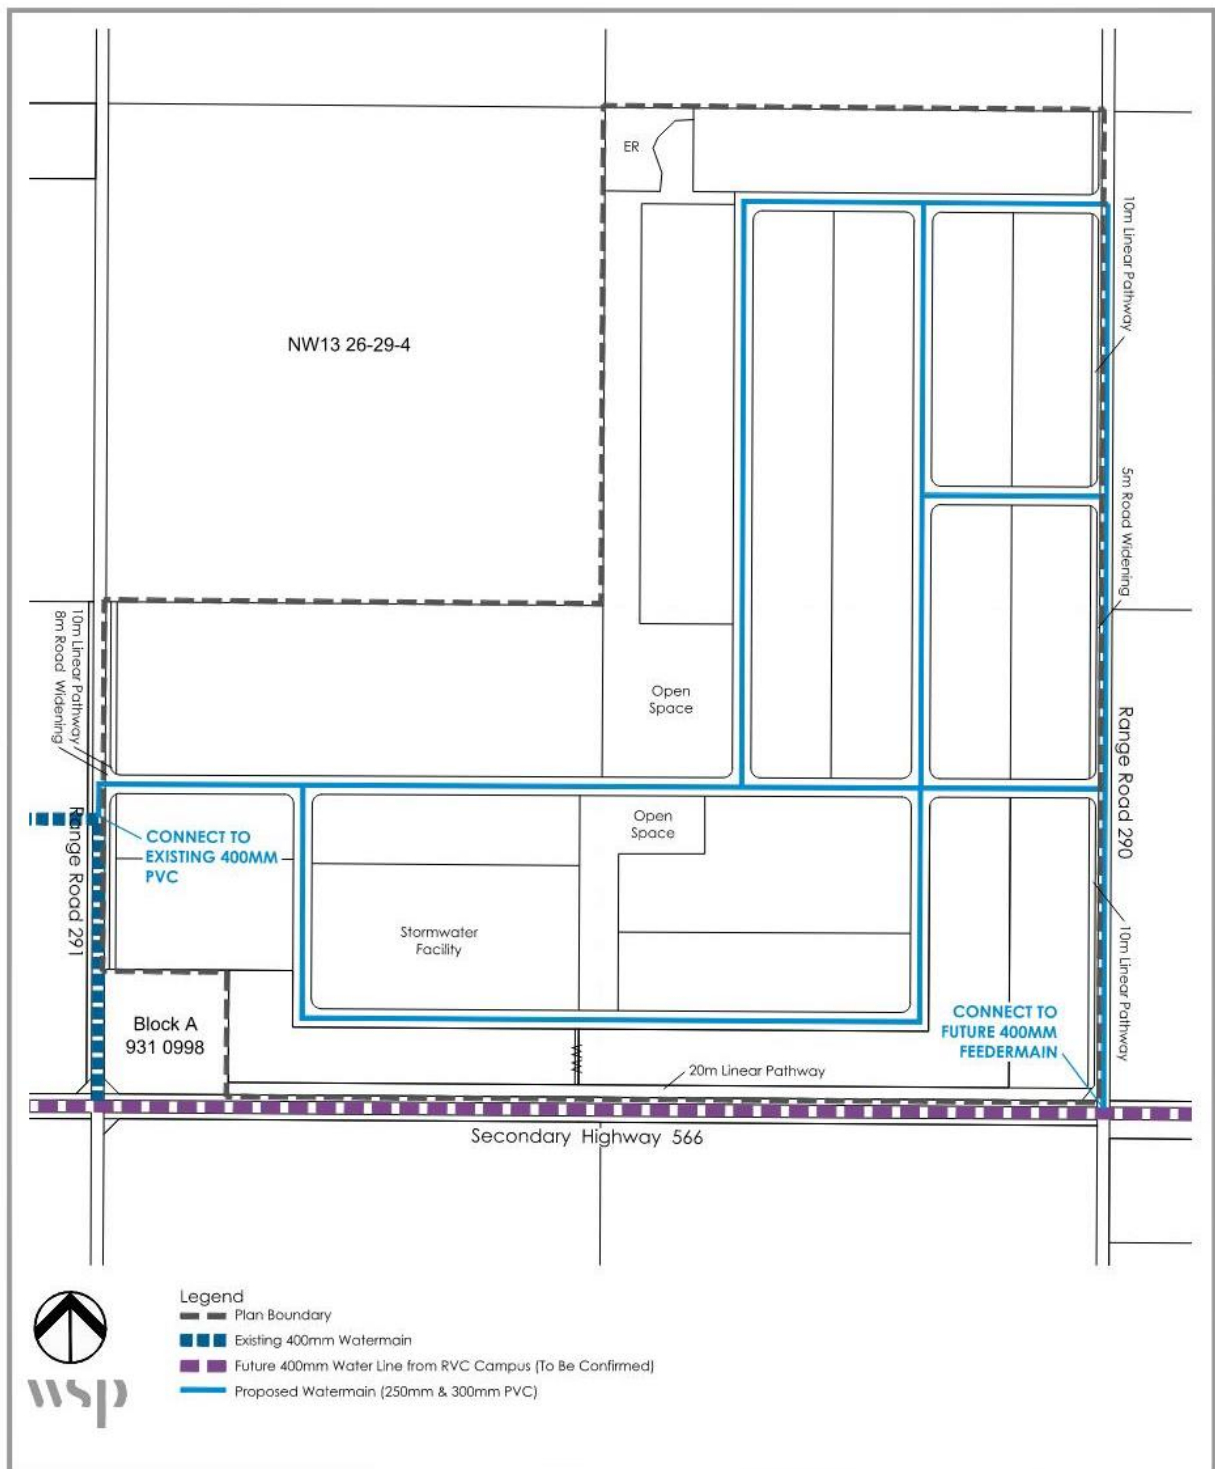 ER
10m Linear Pathway
NW13 26-29-4
5m Road Widening
10m Linear Pathway
8m Road Widening
Open
Space
Range Road 290
Open
Space
Range Road 291
CONNECT TO
EXISTING 400MM
PVC
Stormwater
Facility
10m Linear Pathway
Block A
931 0998
CONNECT TO
FUTURE 400MM
FEEDERMAIN
20m Linear Pathway
Secondary Highway 566
Legend
Plan Boundary
Existing 400mm Watermain
Future 400mm Water Line from RVC Campus (To Be Confirmed)
Proposed Watermain (250mm & 300mm PVC)
wsp